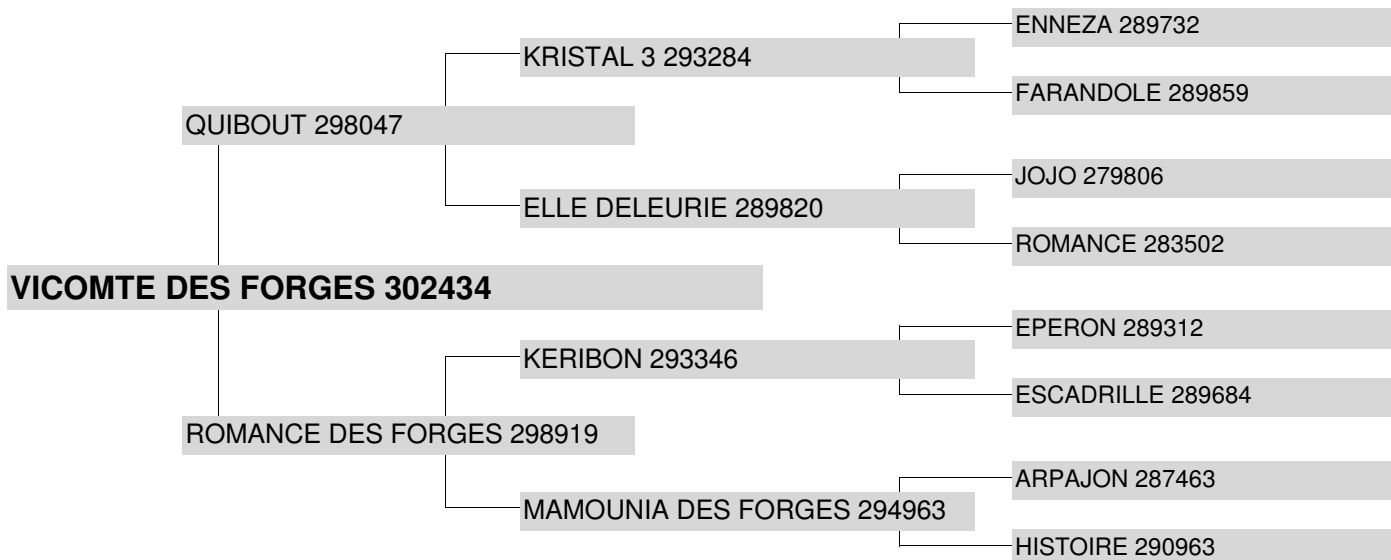 ENNEZA 289732
KRISTAL 3 293284
FARANDOLE 289859
QUIBOUT 298047
JOJO 279806
ELLE DELEURIE 289820
ROMANCE 283502
VICOMTE DES FORGES 302434
EPERON 289312
KERIBON 293346
ESCADRILLE 289684
ROMANCE DES FORGES 298919
ARPAJON 287463
MAMOUNIA DES FORGES 294963
HISTOIRE 290963